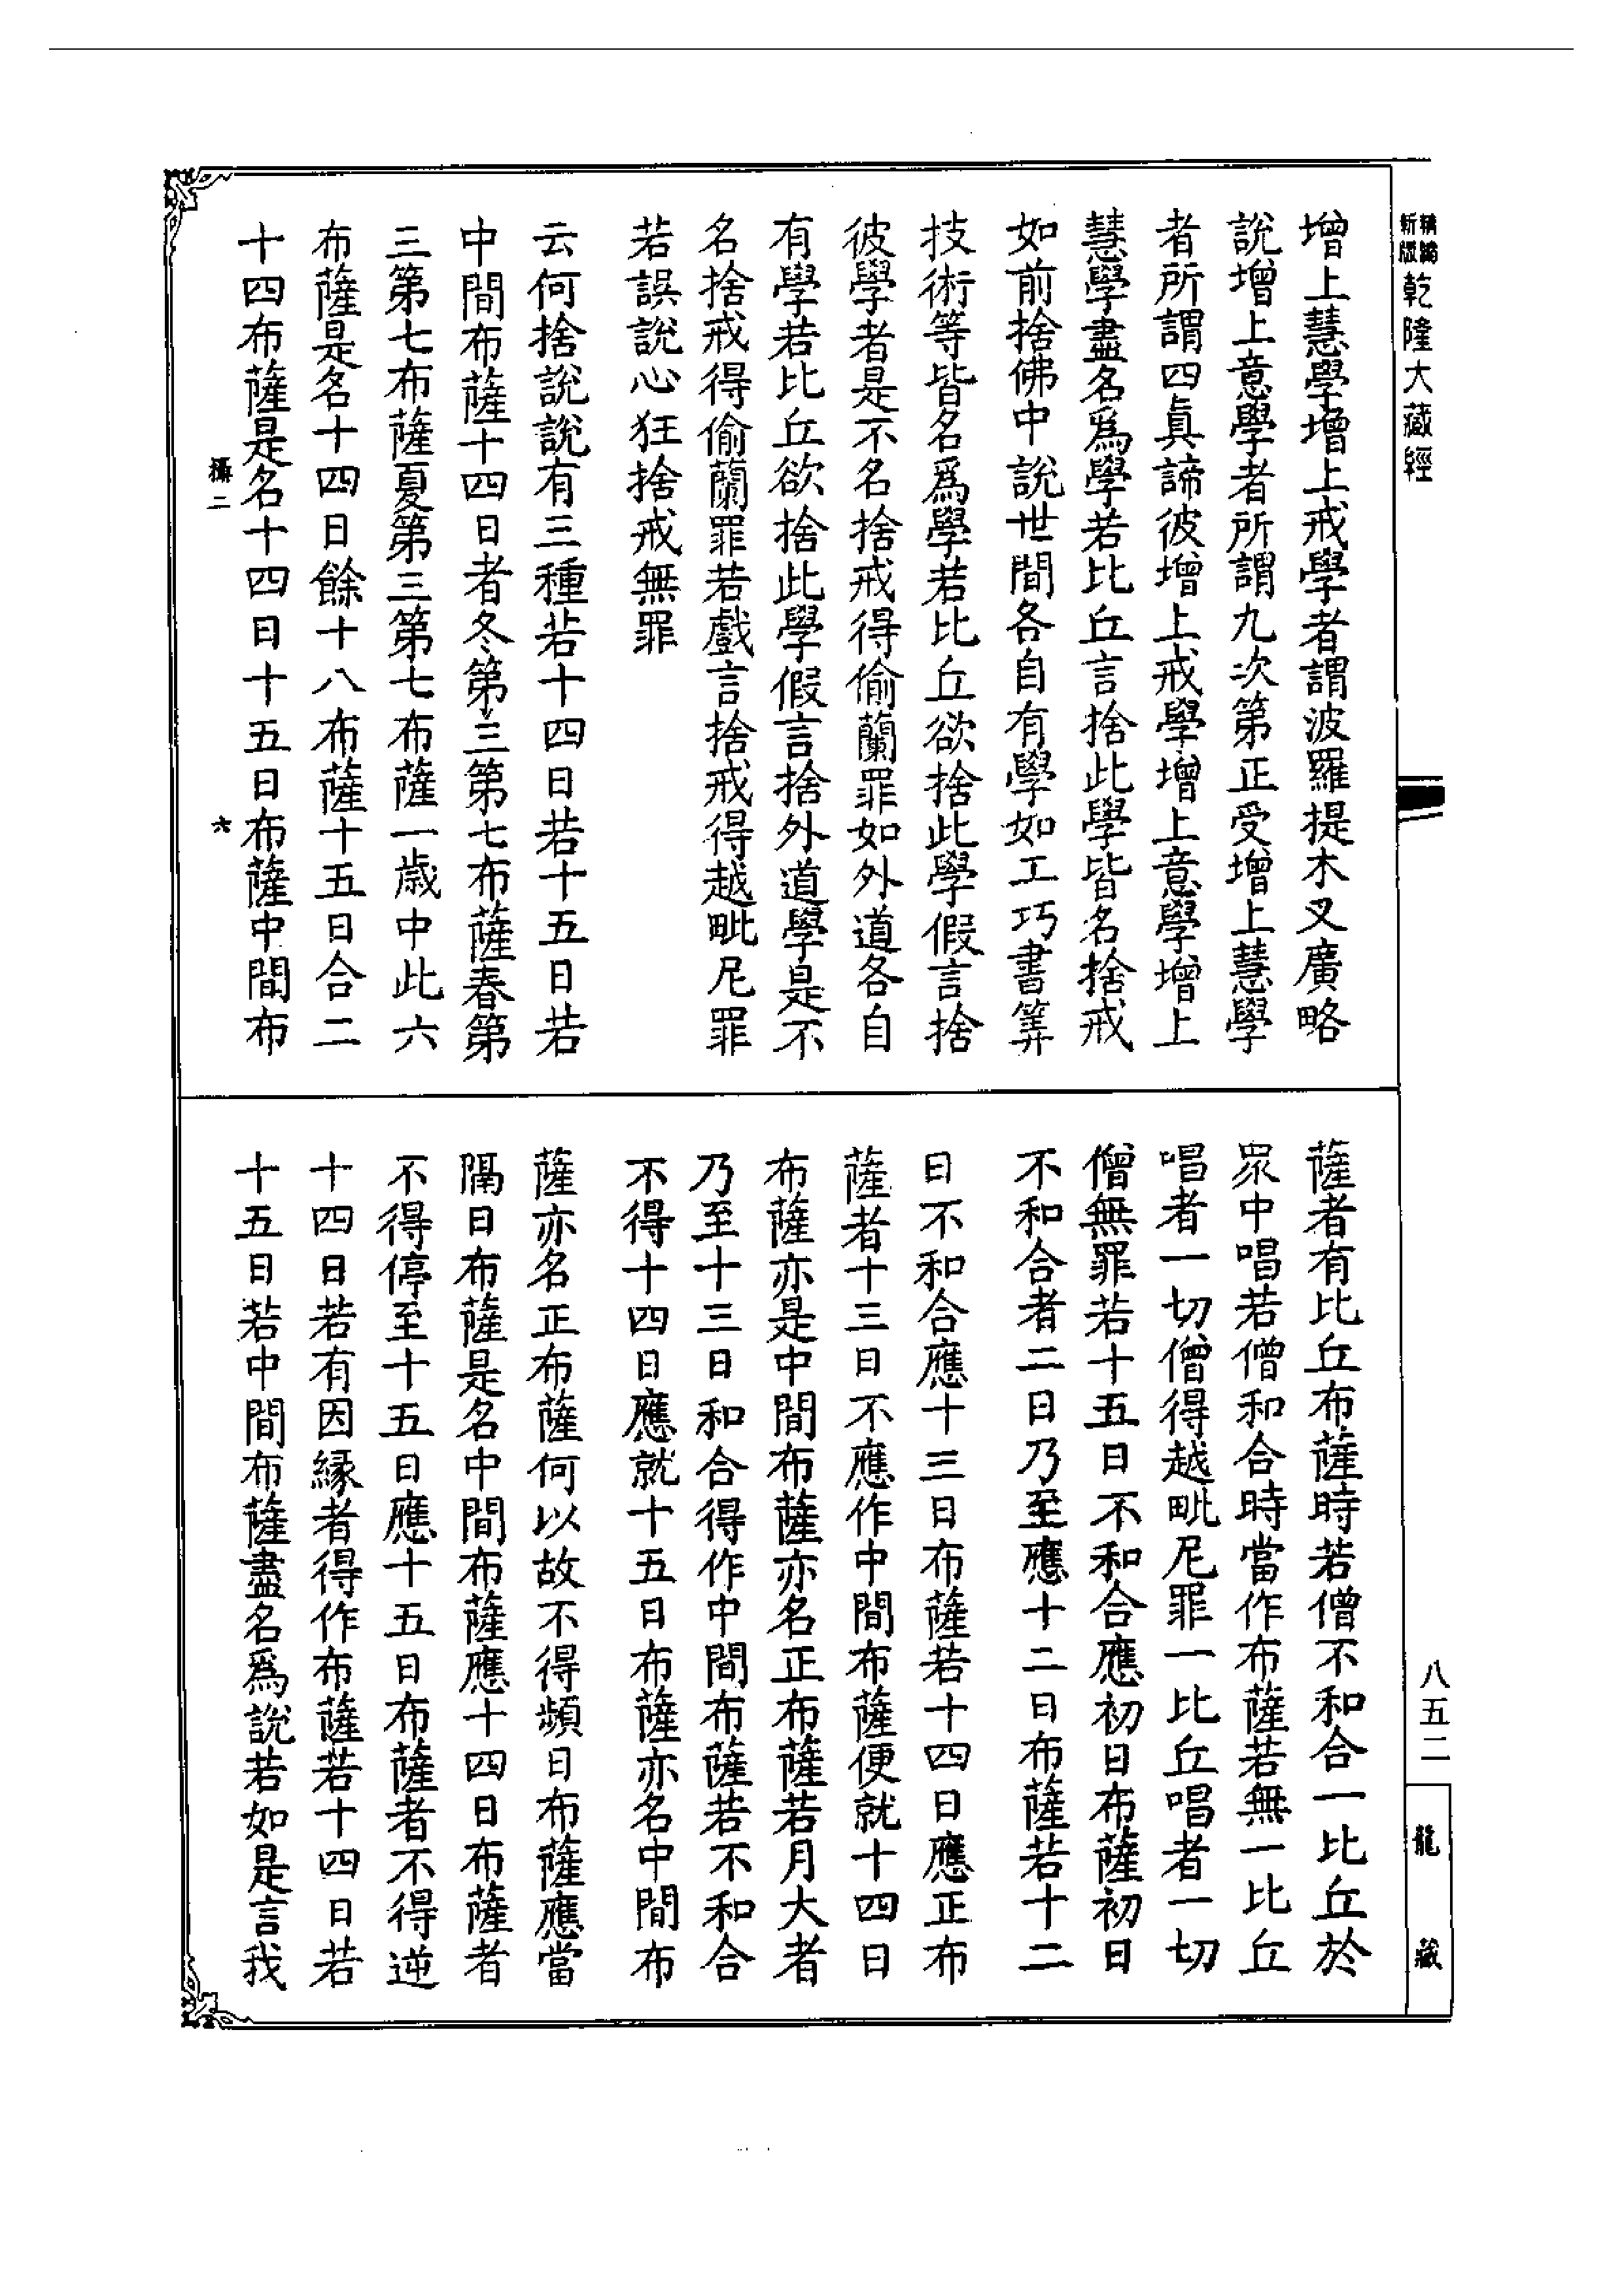 新版
精編
乾隆大藏經
增上慧學增上戒學者謂波羅提木叉廣略
說增上意學者所謂九次第正受增上慧學
者所謂四真諦彼增上戒學增上意學增上
慧學盡名為學若比丘言捨此學皆名捨戒
如前捨佛中說世間各自有學如工巧書筭
技術等皆名為學若比丘欲捨此學假言捨
彼學者是不名捨戒得偷蘭罪如外道各自
有學若比丘欲捨此學假言捨外道學是不
名捨戒得偷蘭罪若戲言捨戒得越毗尼罪
若誤說心狂捨戒無罪
云何捨說說有三種若十四日若十五日若
中間布薩十四日者冬第三第七布薩春第
三第七布薩夏第三第七布薩一歲中此六
布薩是名十四日餘十八布薩十五日合二
十四布薩是名十四日十五日布薩中間布
薩者有比丘布薩時若僧不和合一比丘於
眾中唱若僧和合時當作布薩若無一比丘
唱者一切僧得越毗尼罪一比丘唱者一切
僧無罪若十五日不和合應初日布薩初日
不和合者二日乃至應十二日布薩若十二
日不和合應十三日布薩若十四日應正布
薩者十三日不應作中間布薩便就十四日
布薩亦是中間布薩亦名正布薩若月大者
乃至十三日和合得作中間布薩若不和合
不得十四日應就十五日布薩亦名中間布
薩亦名正布薩何以故不得頻日布薩應當
隔日布薩是名中間布薩應十四日布薩者
不得停至十五日應十五日布薩者不得逆
十四日若有因緣者得作布薩若十四日若
十五日若中間布薩盡名為說若如是言我
八五二
龍藏
攝二
六